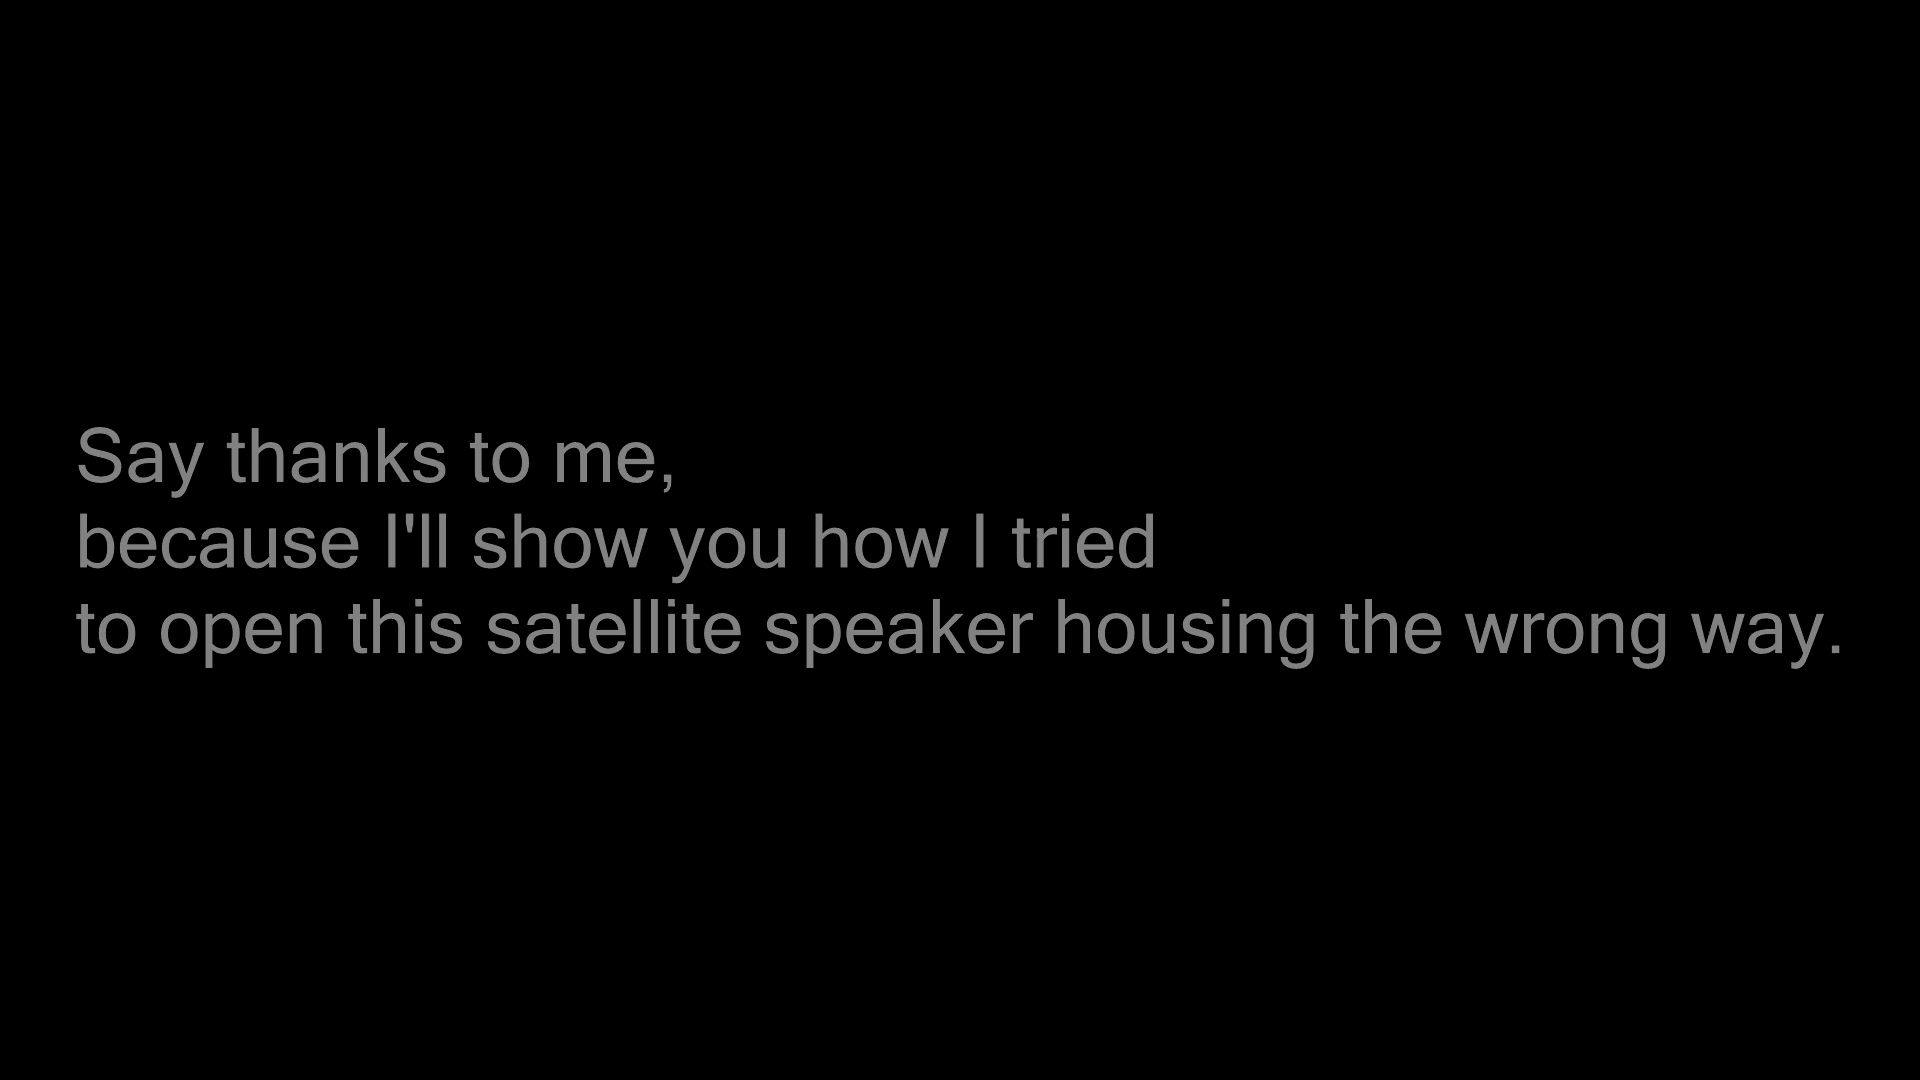 Say thanks to me,
because I'll show you how I tried
to open this satellite speaker housing the wrong way.